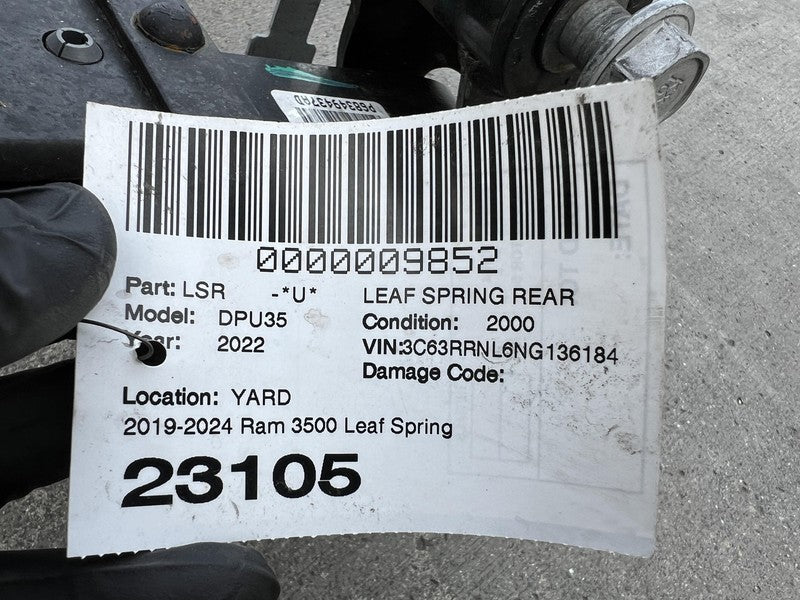 P68349437AD
0000009852
Part: LSR -*U* LEAF SPRING REAR
Model: DPU35 Condition: 2000
Year: 2022 VIN:3C63RRNL6NG136184
Damage Code:
Location: YARD
2019-2024 Ram 3500 Leaf Spring
23105